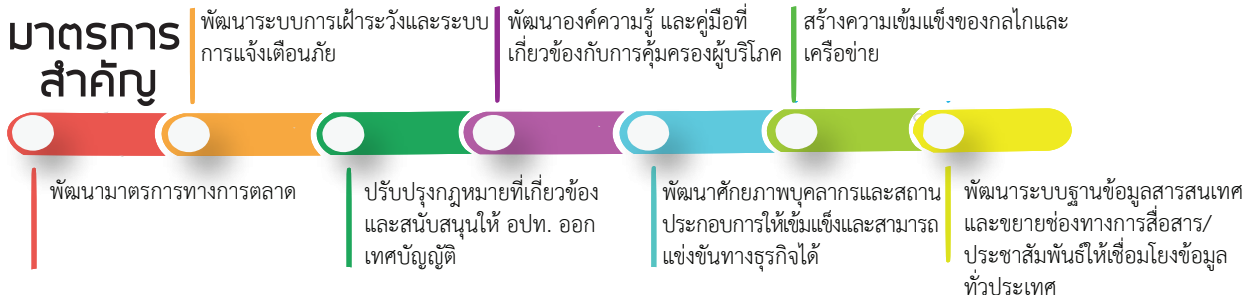 มาตรการ
สำคัญ
พัฒนาระบบการเฝ้าระวังและระบบ
การแจ้งเตือนภัย
พัฒนาองค์ความรู้ และคู่มือที่
เกี่ยวข้องกับการคุ้มครองผู้บริโภค
สร้างความเข้มแข็งของกลไกและ
เครือข่าย
พัฒนามาตรการทางการตลาด
ปรับปรุงกฎหมายที่เกี่ยวข้อง
และสนับสนุนให้ อปท. ออก
เทศบัญญัติ
พัฒนาศักยภาพบุคลากรและสถาน
ประกอบการให้เข้มแข็งและสามารถ
แข่งขันทางธุรกิจได้
พัฒนาระบบฐานข้อมูลสารสนเทศ
และขยายช่องทางการสื่อสาร/
ประชาสัมพันธ์ให้เชื่อมโยงข้อมูล
ทั่วประเทศ